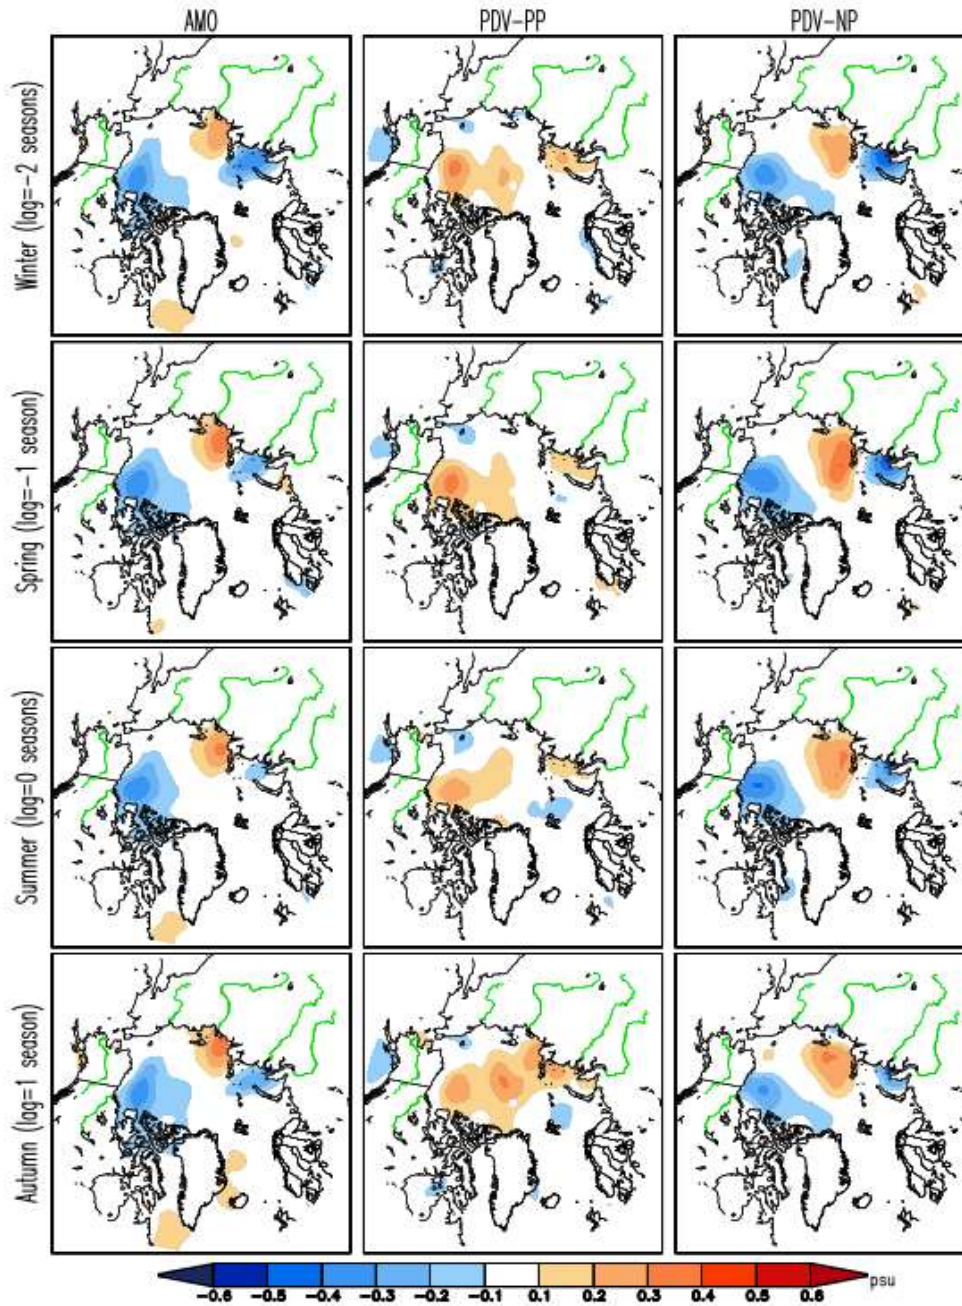 AMO PDV-PP PDV-NP
Winter (lag=-2 seasons)
Spring (lag=-1 season)
Summer (lag=0 seasons)
Autumn (lag=1 season)
-0.6 -0.5 -0.4 -0.3 -0.2 -0.1 0.1 0.2 0.3 0.4 0.5 0.6 psu